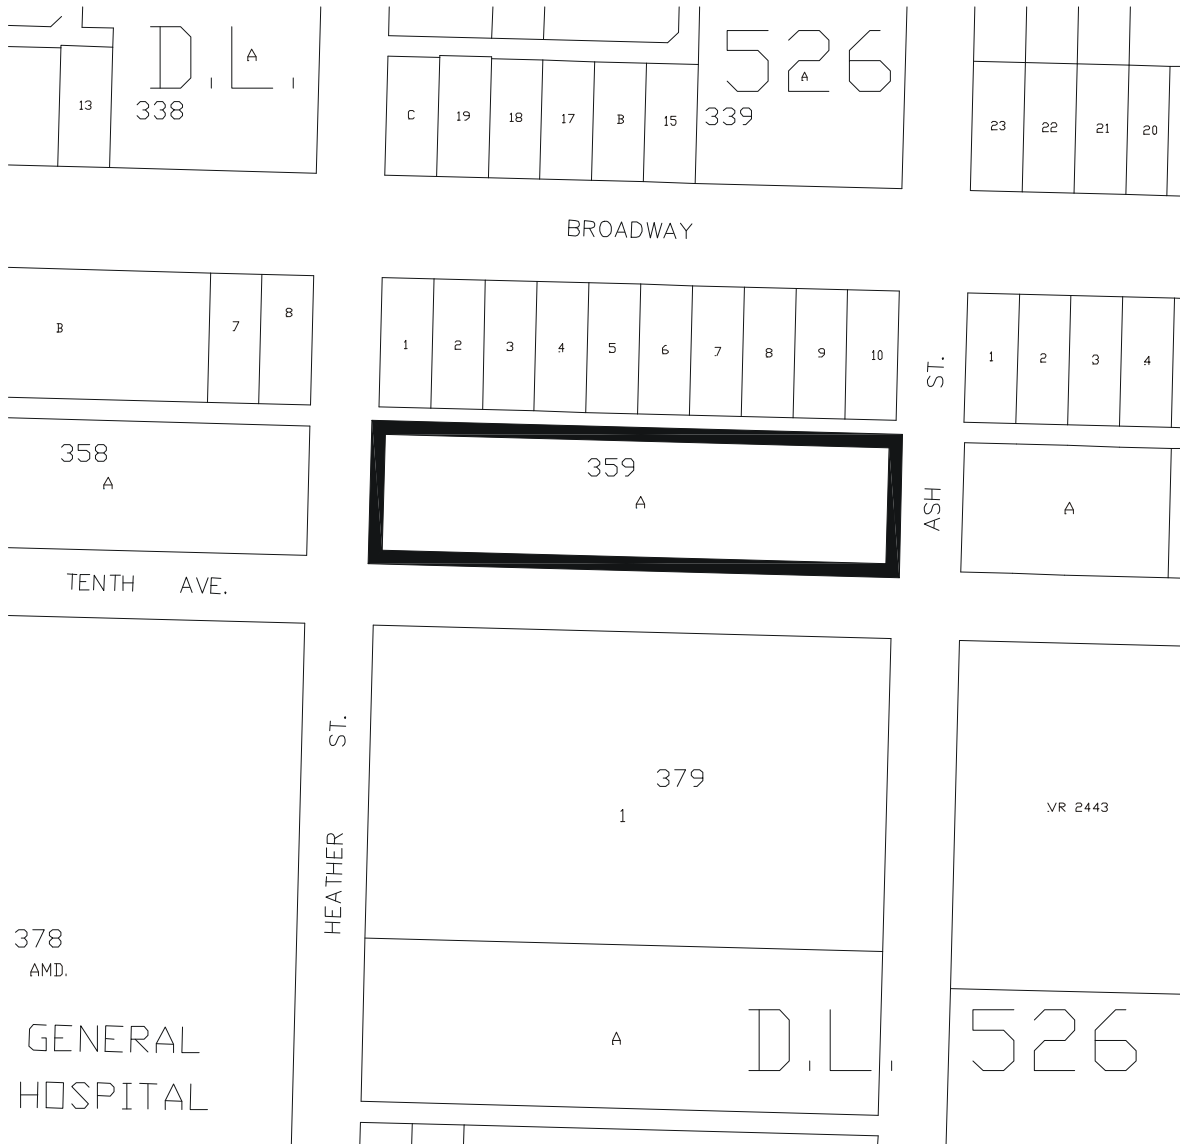 D.L. 526
A
A
13
338
C
19
18
17
B
15
339
23
22
21
20
BROADWAY
B
7
8
1
2
3
4
5
6
7
8
9
10
1
2
3
4
ST.
358
A
359
A
ASH
A
TENTH AVE.
ST.
379
1
VR 2443
HEATHER
378
AMD.
GENERAL
HOSPITAL
A
D.L. 526